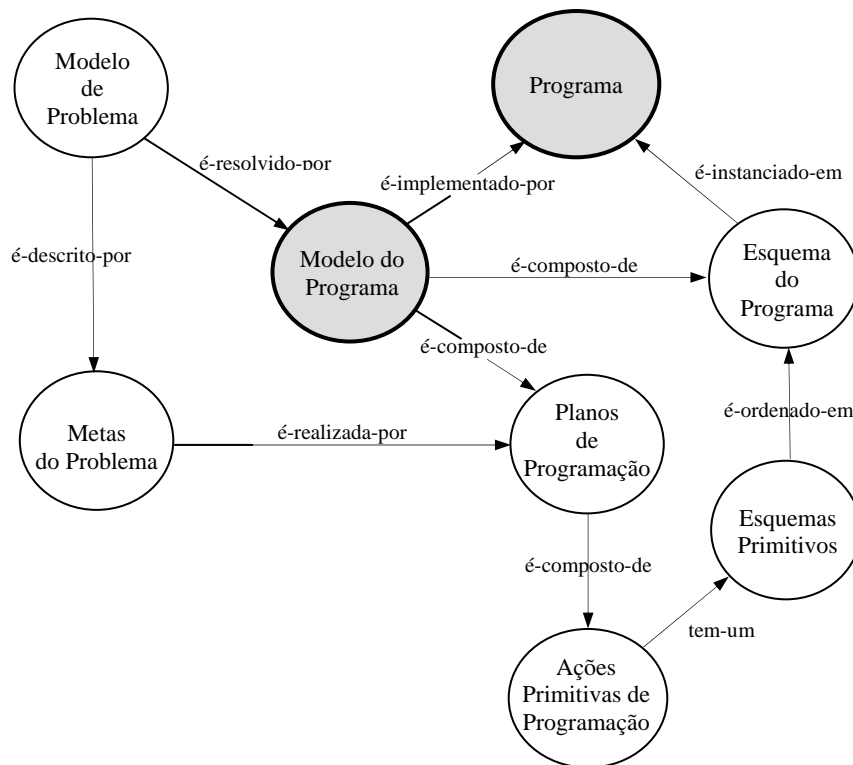 Modelo
de
Problema
Programa
é-resolvido-por
é-implementado-por
é-instanciado-em
é-descrito-por
Modelo do
Programa
é-composto-de
Esquema
do
Programa
é-composto-de
Metas
do Problema
é-realizada-por
Planos
de
Programação
é-ordenado-em
Esquemas
Primitivos
é-composto-de
tem-um
Ações
Primitivas de
Programação